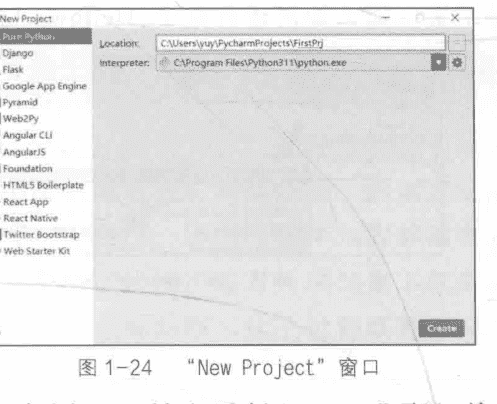 New Project
Pure Python
Location: C:\Users\yuy\PycharmProjects\FirstPrj
Interpreter: C:\Program Files\Python311\python.exe
Django
Flask
Google App Engine
Pyramid
Web2Py
Angular CLI
AngularJS
Foundation
HTML5 Boilerplate
React App
React Native
Twitter Bootstrap
Web Starter Kit
Create
图 1-24 “New Project”窗口